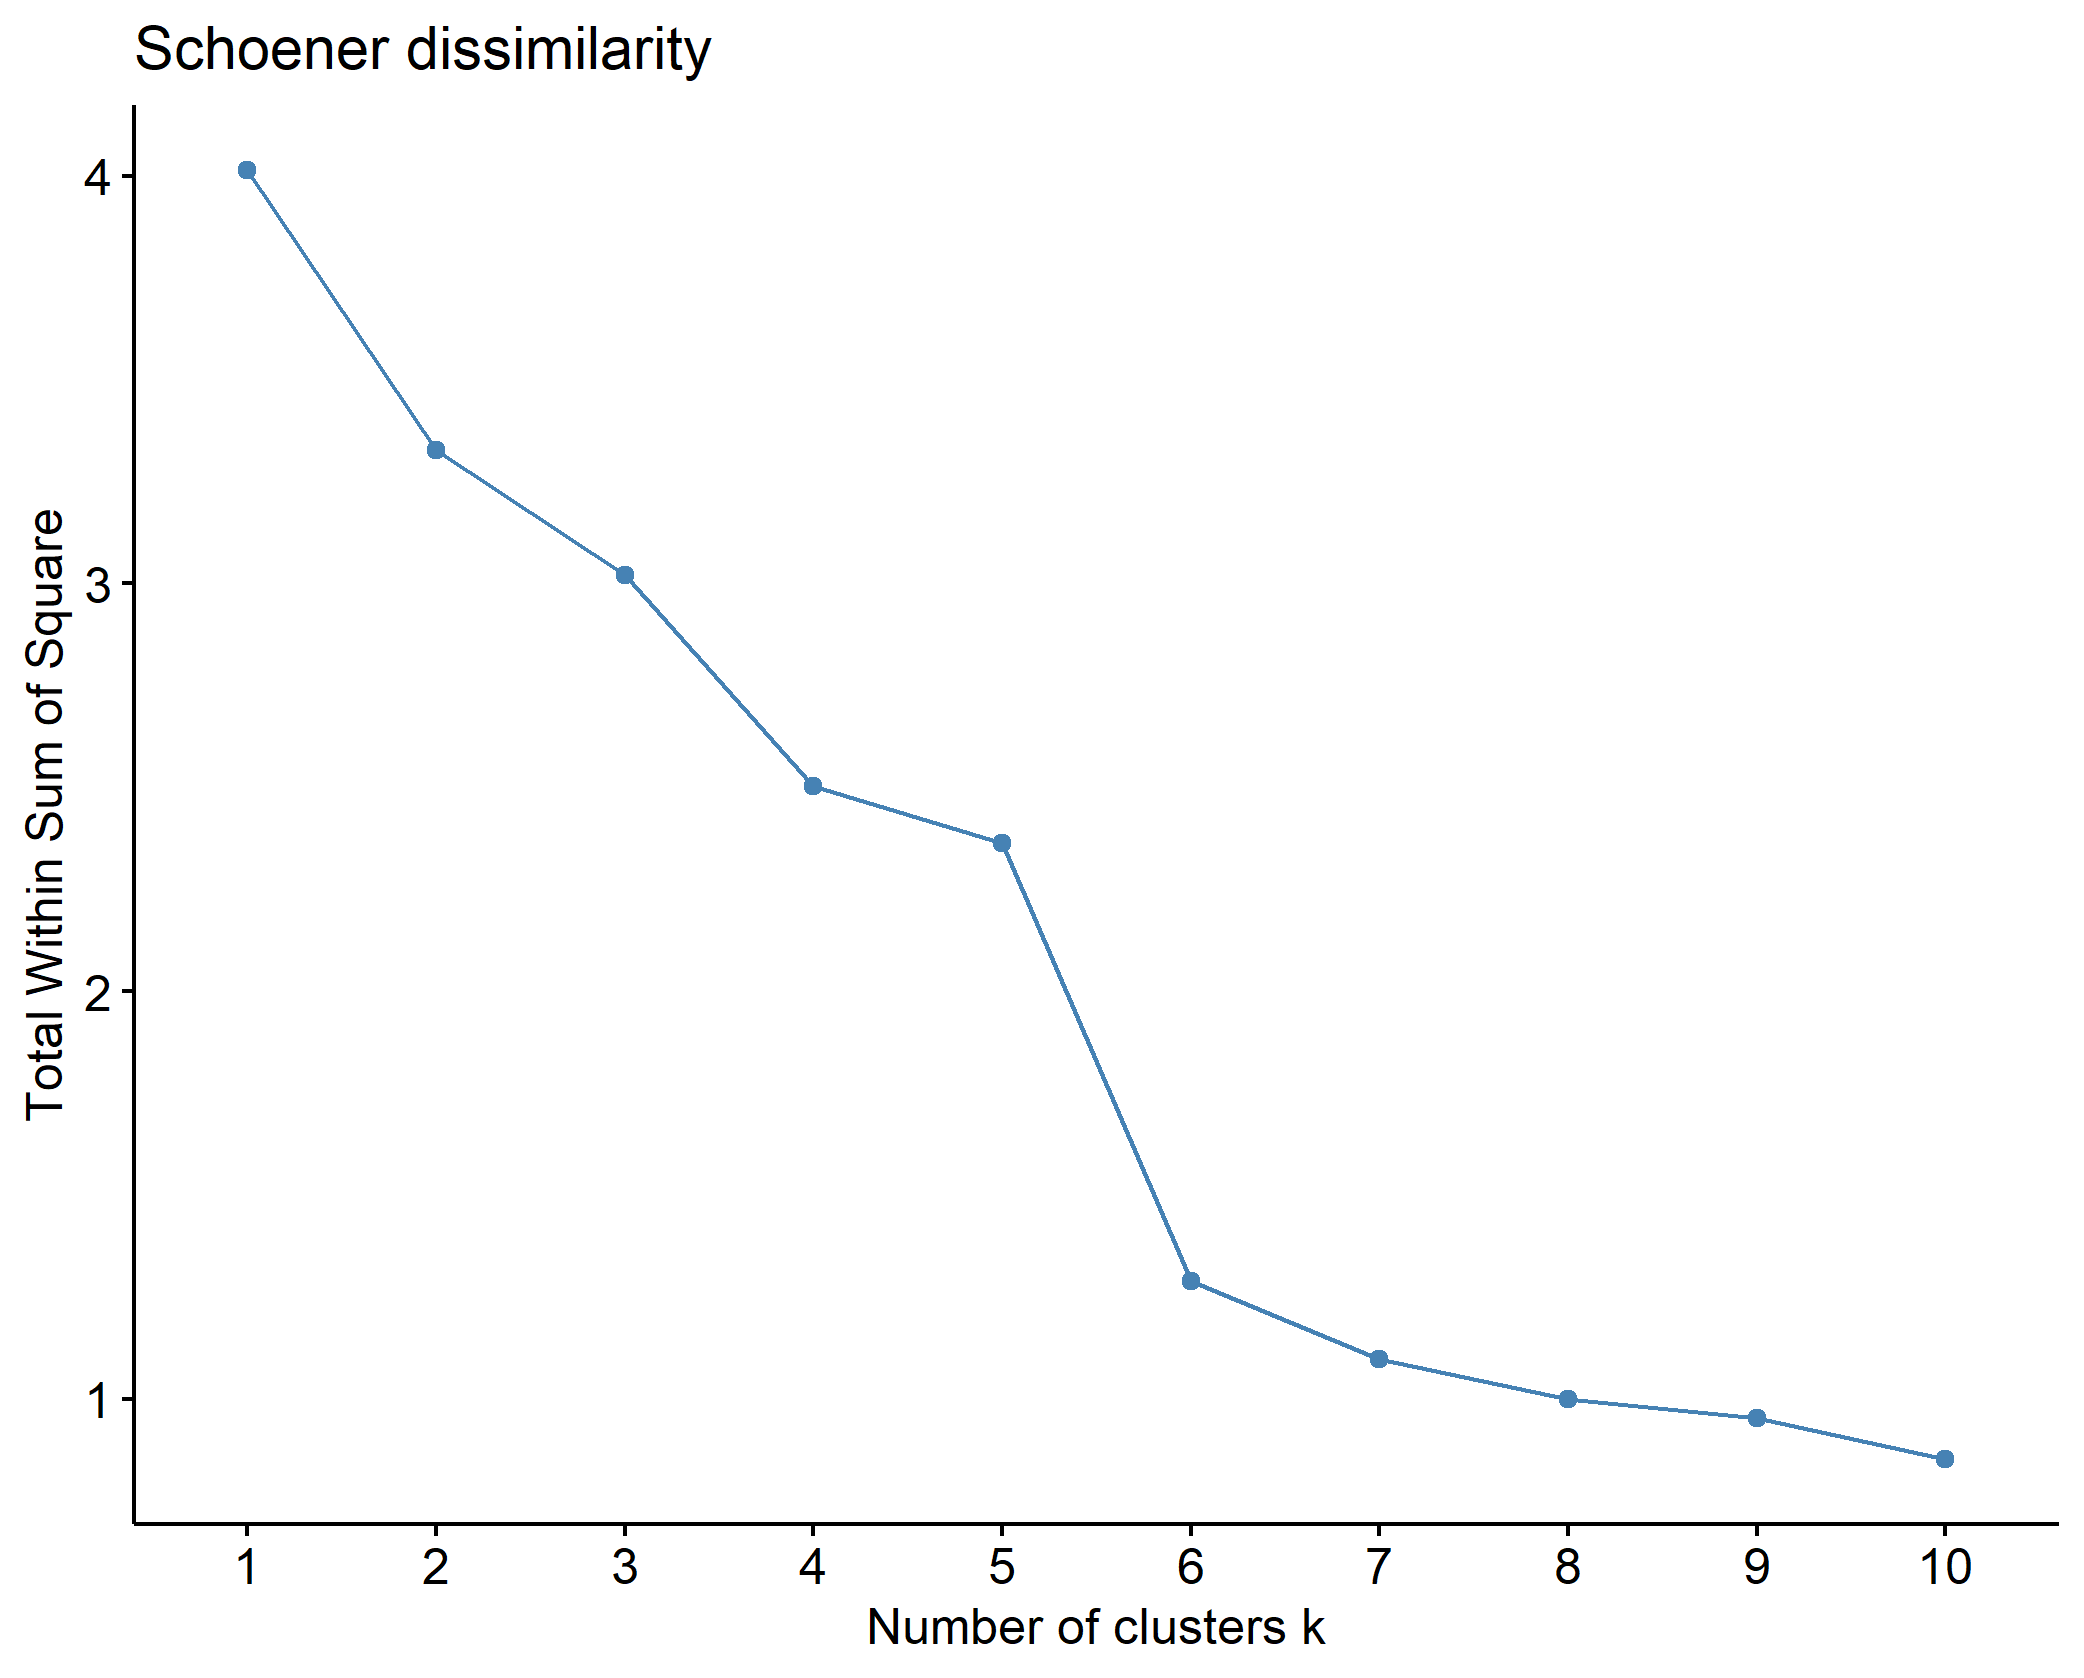 Schoener dissimilarity
Total Within Sum of Square
4
3
2
1
1 2 3 4 5 6 7 8 9 10
Number of clusters k